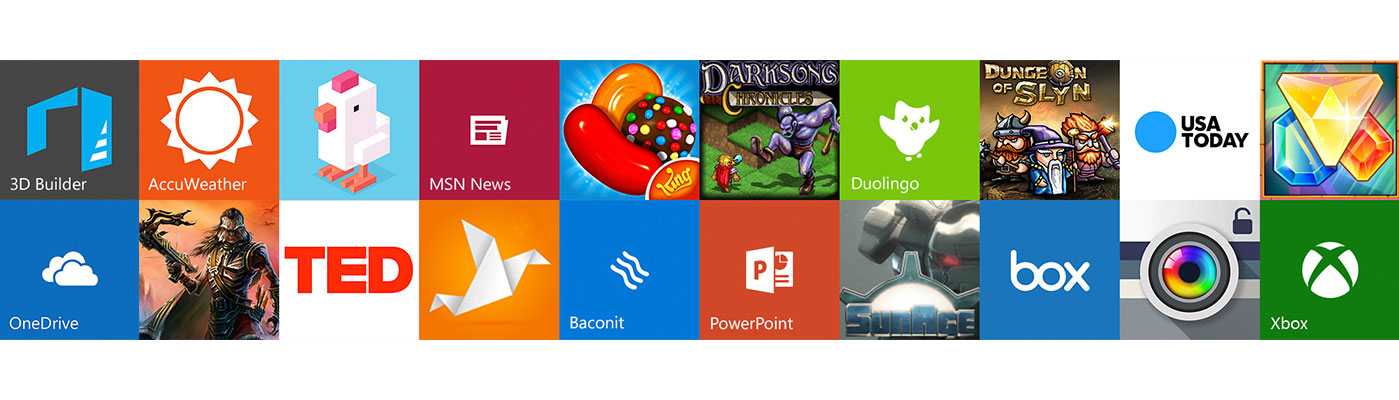 3D Builder
AccuWeather
MSN News
King
DARKSONG
CHRONICLES
Duolingo
DUNGEON
OF SLYN
USA
TODAY
OneDrive
TED
Baconit
P
PowerPoint
SUNAGE
box
Xbox